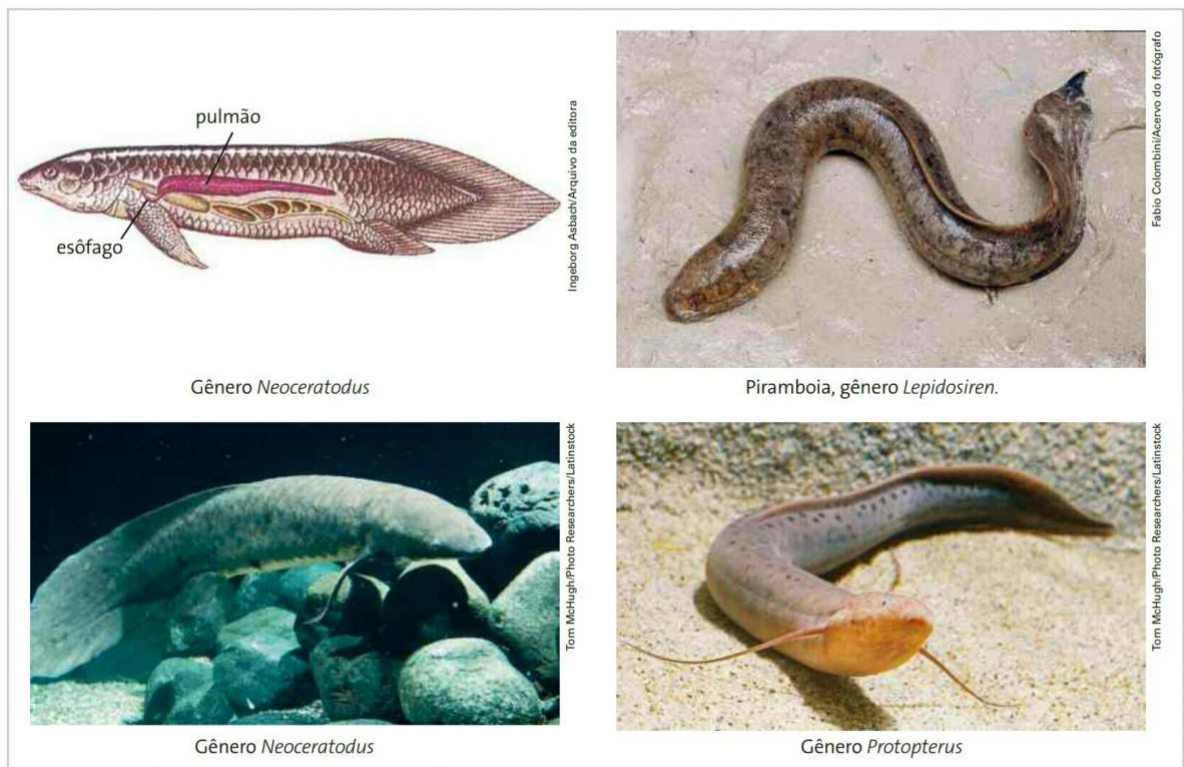 pulmão
esôfago
Ingeborg Asbach/Arquivo da editora
Gênero Neoceratodus
Fabio Colombini/Acervo do fotógrafo
Piramboia, gênero Lepidosiren.
Tom McHugh/Photo Researchers/Latinstock
Gênero Neoceratodus
Tom McHugh/Photo Researchers/Latinstock
Gênero Protopterus